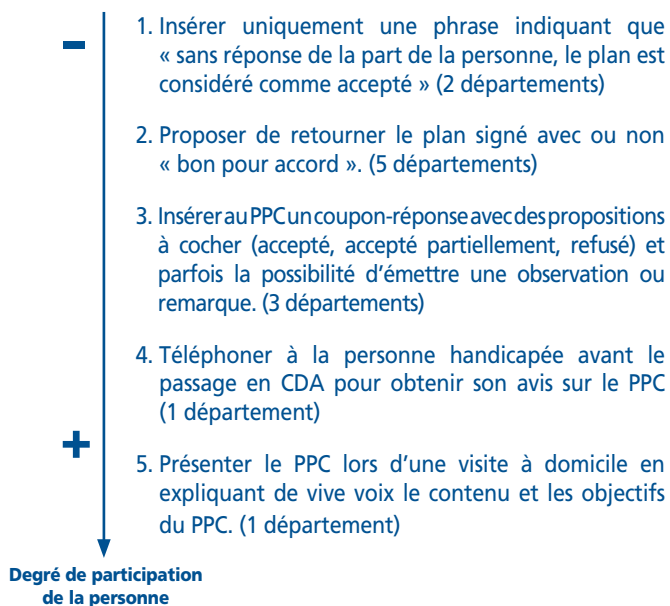 1. Insérer uniquement une phrase indiquant que
« sans réponse de la part de la personne, le plan est
considéré comme accepté » (2 départements)
2. Proposer de retourner le plan signé avec ou non
« bon pour accord ». (5 départements)
3. Insérer au PPC un coupon-réponse avec des propositions
à cocher (accepté, accepté partiellement, refusé) et
parfois la possibilité d’émettre une observation ou
remarque. (3 départements)
4. Téléphoner à la personne handicapée avant le
passage en CDA pour obtenir son avis sur le PPC
(1 département)
5. Présenter le PPC lors d’une visite à domicile en
expliquant de vive voix le contenu et les objectifs
du PPC. (1 département)
–
+
Degré de participation
de la personne